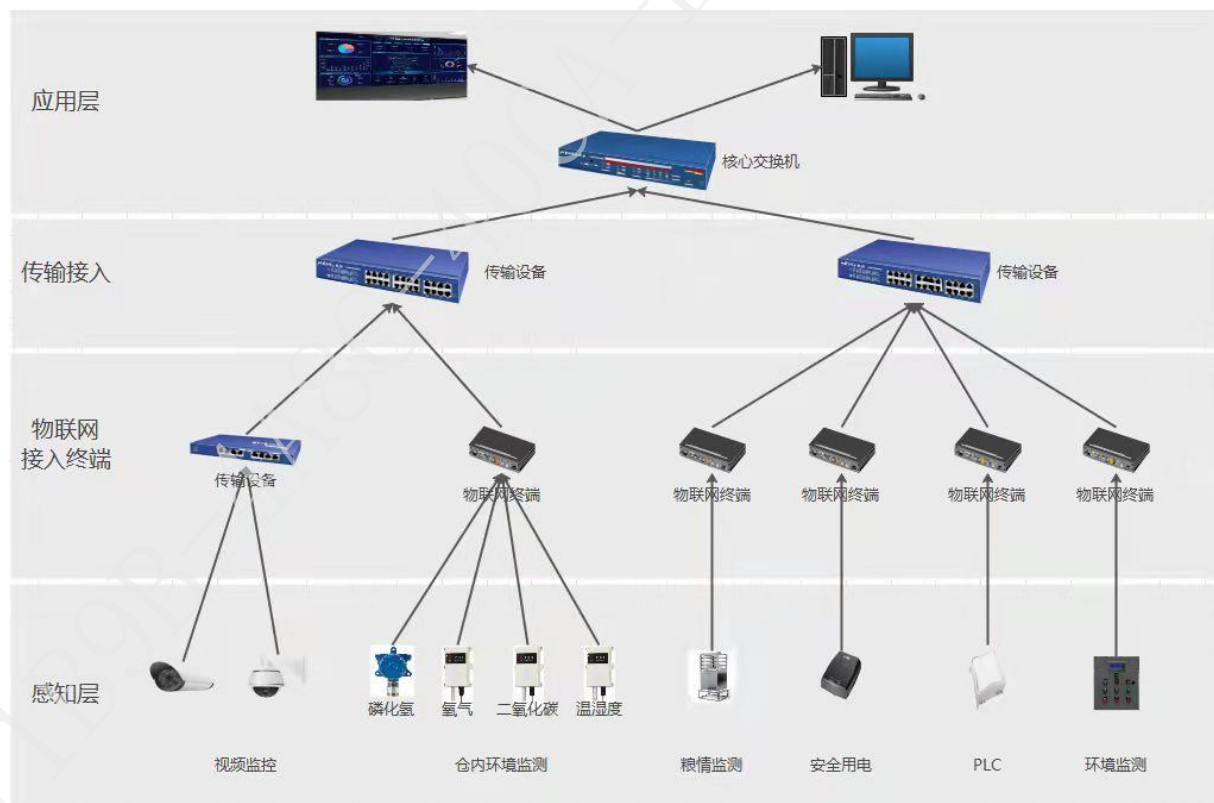 应用层
核心交换机
传输接入
传输设备
传输设备
物联网
接入终端
传输设备
物联网终端
物联网终端
物联网终端
物联网终端
物联网终端
感知层
磷化氢
氧气
二氧化碳
温湿度
视频监控
仓内环境监测
粮情监测
安全用电
PLC
环境监测